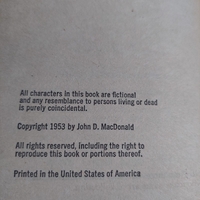 All characters in this book are fictional
and any resemblance to persons living or dead
is purely coincidental.
Copyright 1953 by John D. MacDonald
All rights reserved, including the right to
reproduce this book or portions thereof.
Printed in the United States of America